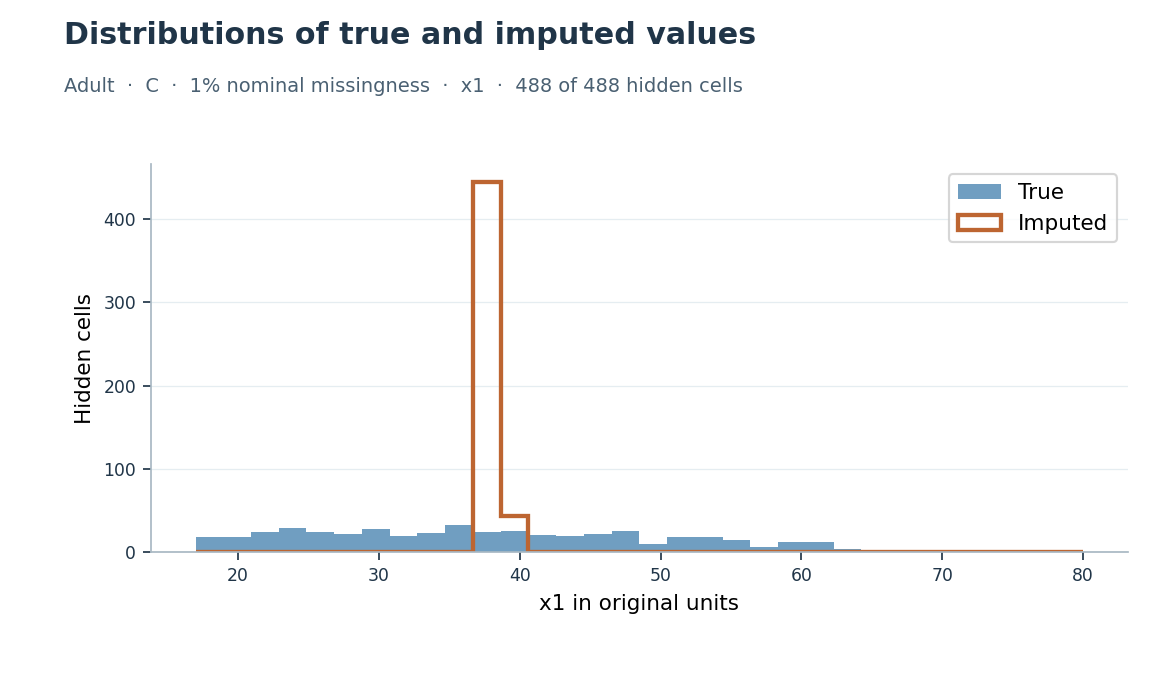 Distributions of true and imputed values
Adult · C · 1% nominal missingness · x1 · 488 of 488 hidden cells
True
Imputed
Hidden cells
400
300
200
100
0
20 30 40 50 60 70 80
x1 in original units